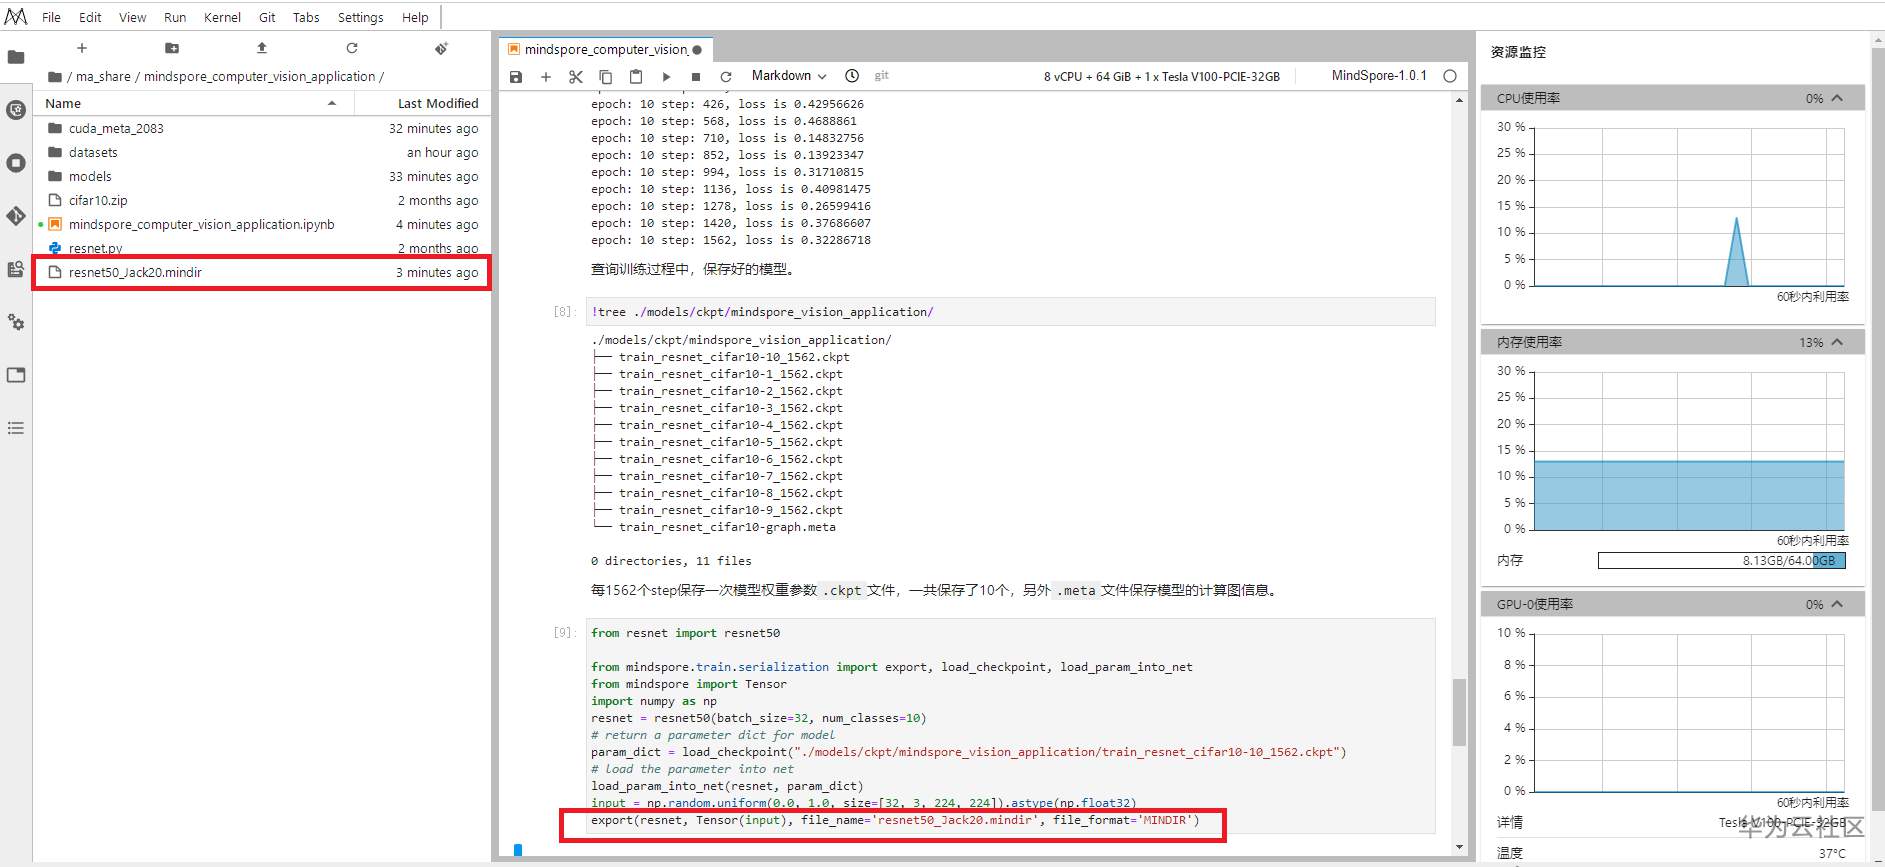 File Edit View Run Kernel Git Tabs Settings Help
/ ma_share / mindspore_computer_vision_application /
Name Last Modified
cuda_meta_2083 32 minutes ago
datasets an hour ago
models 33 minutes ago
cifar10.zip 2 months ago
mindspore_computer_vision_application.ipynb 4 minutes ago
resnet.py 2 months ago
resnet50_Jack20.mindir 3 minutes ago
mindspore_computer_vision_
Markdown git 8 vCPU + 64 GiB + 1 x Tesla V100-PCIE-32GB MindSpore-1.0.1
epoch: 10 step: 426, loss is 0.42956626
epoch: 10 step: 568, loss is 0.4688861
epoch: 10 step: 710, loss is 0.14832756
epoch: 10 step: 852, loss is 0.13923347
epoch: 10 step: 994, loss is 0.31710815
epoch: 10 step: 1136, loss is 0.40981475
epoch: 10 step: 1278, loss is 0.26599416
epoch: 10 step: 1420, loss is 0.37686607
epoch: 10 step: 1562, loss is 0.32286718
查询训练过程中，保存好的模型。
[8]: !tree ./models/ckpt/mindspore_vision_application/
./models/ckpt/mindspore_vision_application/
├── train_resnet_cifar10-10_1562.ckpt
├── train_resnet_cifar10-1_1562.ckpt
├── train_resnet_cifar10-2_1562.ckpt
├── train_resnet_cifar10-3_1562.ckpt
├── train_resnet_cifar10-4_1562.ckpt
├── train_resnet_cifar10-5_1562.ckpt
├── train_resnet_cifar10-6_1562.ckpt
├── train_resnet_cifar10-7_1562.ckpt
├── train_resnet_cifar10-8_1562.ckpt
├── train_resnet_cifar10-9_1562.ckpt
└── train_resnet_cifar10-graph.meta
0 directories, 11 files
每1562个step保存一次模型权重参数 .ckpt 文件，一共保存了10个，另外 .meta 文件保存模型的计算图信息。
[9]: from resnet import resnet50
from mindspore.train.serialization import export, load_checkpoint, load_param_into_net
from mindspore import Tensor
import numpy as np
resnet = resnet50(batch_size=32, num_classes=10)
# return a parameter dict for model
param_dict = load_checkpoint("./models/ckpt/mindspore_vision_application/train_resnet_cifar10-10_1562.ckpt")
# load the parameter into net
load_param_into_net(resnet, param_dict)
input = np.random.uniform(0.0, 1.0, size=[32, 3, 224, 224]).astype(np.float32)
export(resnet, Tensor(input), file_name='resnet50_Jack20.mindir', file_format='MINDIR')
资源监控
CPU使用率 0%
30 %
25 %
20 %
15 %
10 %
5 %
0 %
60秒内利用率
内存使用率 13%
30 %
25 %
20 %
15 %
10 %
5 %
0 %
60秒内利用率
内存 8.13GB/64.00GB
GPU-0使用率 0%
10 %
8 %
6 %
4 %
2 %
0 %
60秒内利用率
详情 Tesla V100-PCIE-32GB
华为云社区
温度 37°C